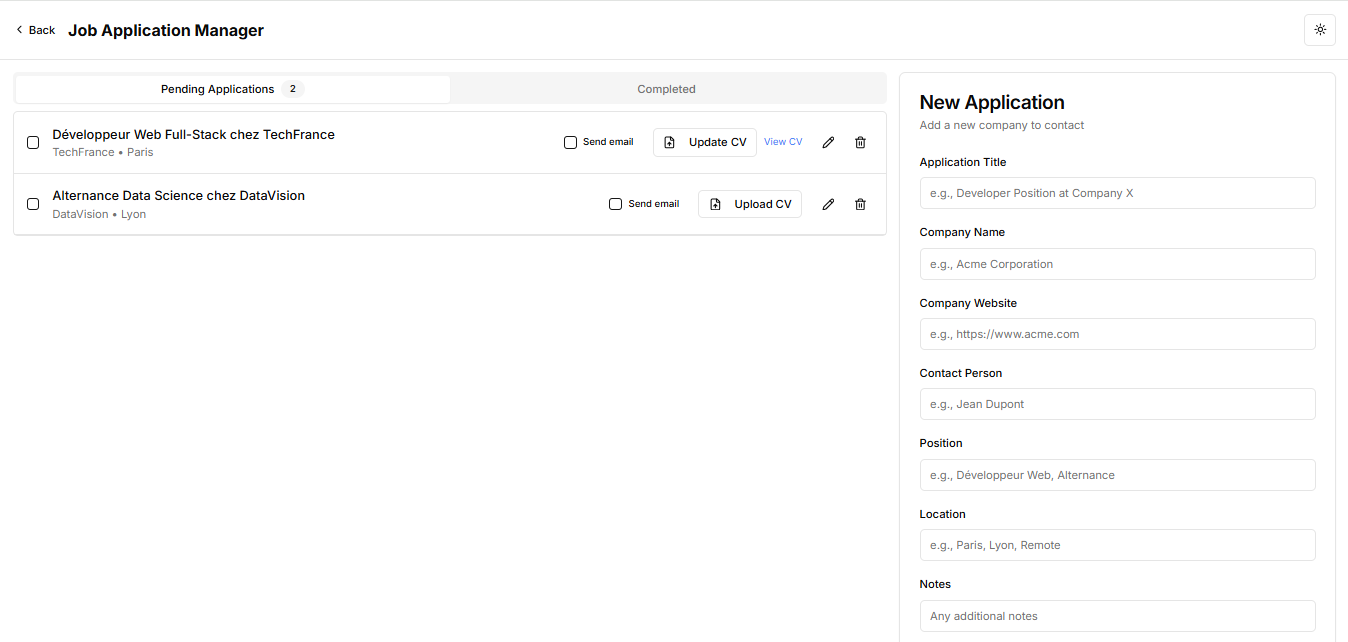 Back Job Application Manager
Pending Applications 2 Completed
Développeur Web Full-Stack chez TechFrance
TechFrance • Paris
Send email Update CV View CV
Alternance Data Science chez DataVision
DataVision • Lyon
Send email Upload CV
New Application
Add a new company to contact
Application Title
e.g., Developer Position at Company X
Company Name
e.g., Acme Corporation
Company Website
e.g., https://www.acme.com
Contact Person
e.g., Jean Dupont
Position
e.g., Développeur Web, Alternance
Location
e.g., Paris, Lyon, Remote
Notes
Any additional notes